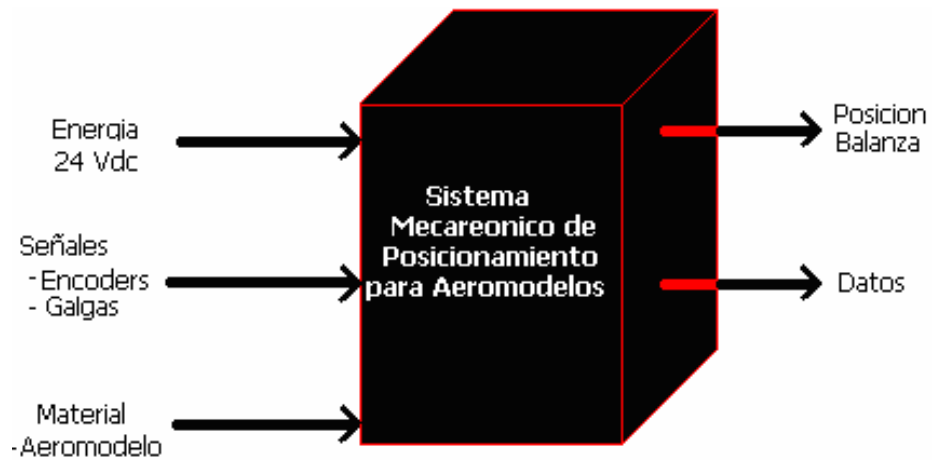 Energia
24 Vdc
Señales
- Encoders
- Galgas
Material
-Aeromodelo
Sistema
Mecareonico de
Posicionamiento
para Aeromodelos
Posicion
Balanza
Datos